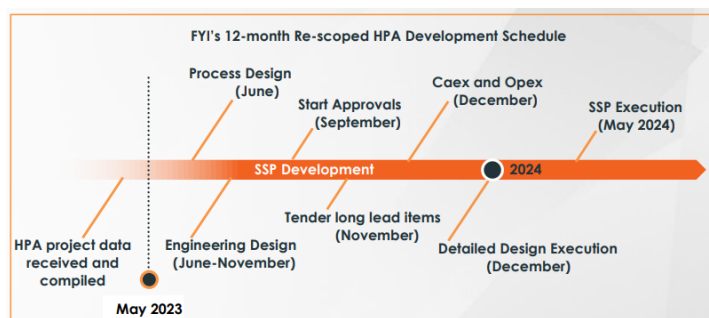 FYI's 12-month Re-scoped HPA Development Schedule
Process Design
(June)
Start Approvals
(September)
Caex and Opex
(December)
SSP Execution
(May 2024)
SSP Development
2024
HPA project data
received and
compiled
Engineering Design
(June-November)
Tender long lead items
(November)
Detailed Design Execution
(December)
May 2023